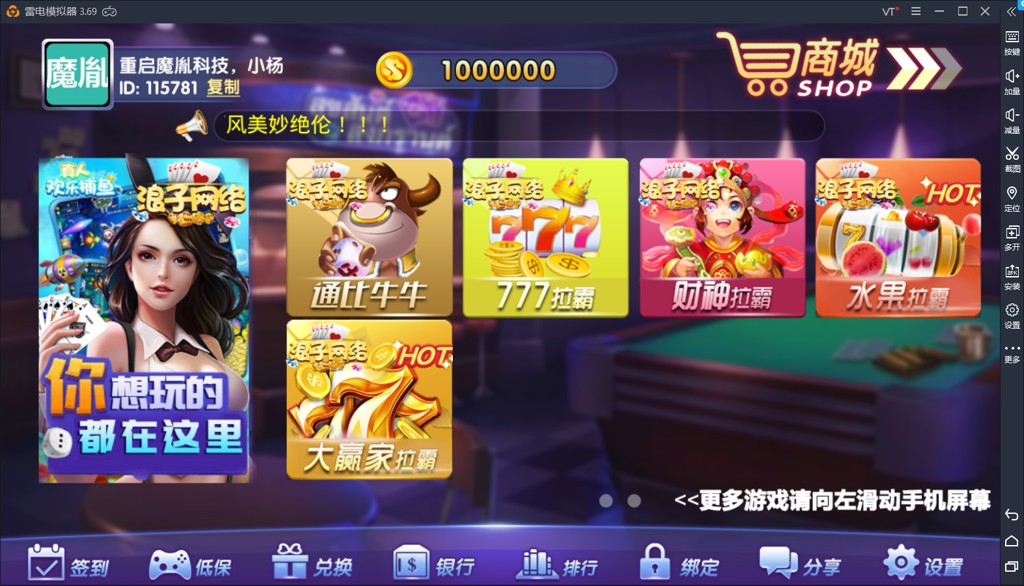 雷电模拟器 3.69
VT
魔胤
重启魔胤科技，小杨
ID: 115781 复制
1000000
商城
SHOP
风美妙绝伦！！！
真人
欢乐捕鱼
浪子网络
你想玩的
都在这里
浪子网络
通比牛牛
浪子网络
777
777拉霸
浪子网络
财神拉霸
浪子网络
HOT
7
水果拉霸
浪子网络
HOT
777
大赢家拉霸
<<更多游戏请向左滑动手机屏幕
签到
低保
兑换
银行
排行
绑定
分享
设置
按键
加量
减量
截图
定位
多开
安装
设置
更多